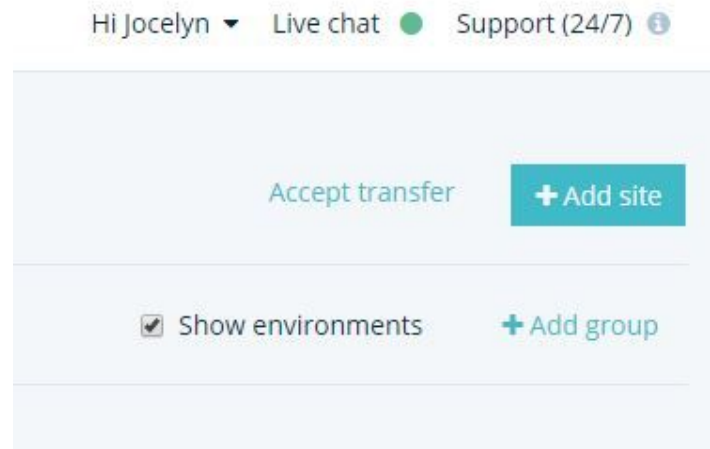 Hi Jocelyn Live chat Support (24/7)
Accept transfer + Add site
Show environments + Add group